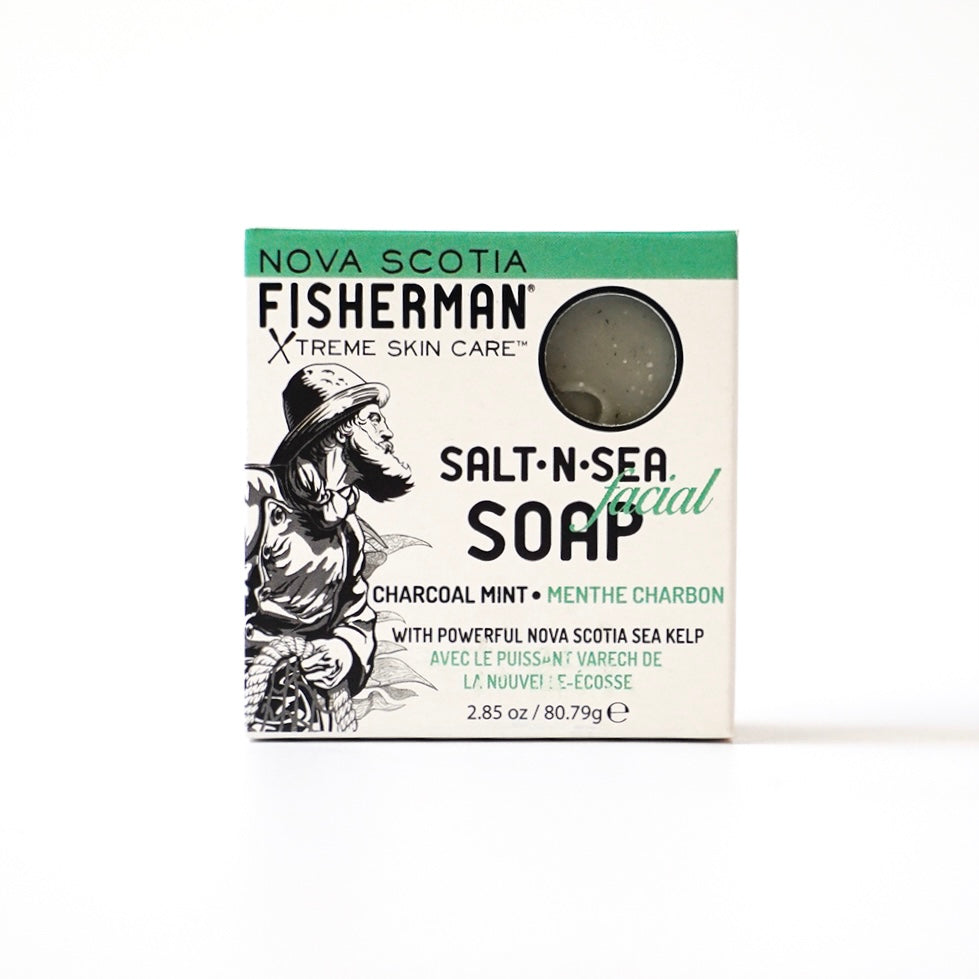 NOVA SCOTIA
FISHERMAN®
XTREME SKIN CARE™
SALT•N•SEA
facial
SOAP
CHARCOAL MINT • MENTHE CHARBON
WITH POWERFUL NOVA SCOTIA SEA KELP
AVEC LE PUISSANT VARECH DE
LA NOUVELLE-ÉCOSSE
2.85 oz / 80.79g ℮